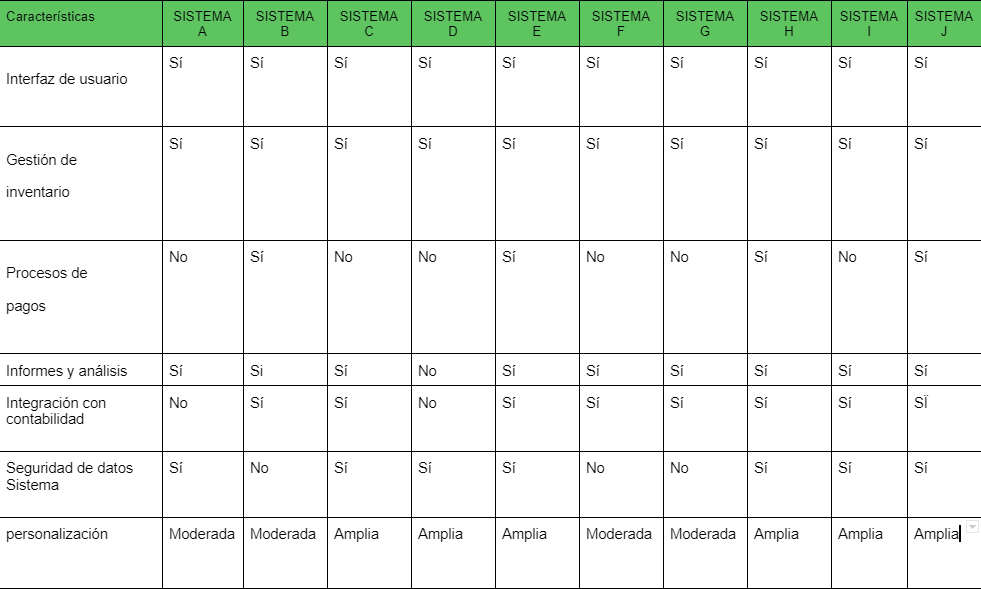 Características SISTEMA A SISTEMA B SISTEMA C SISTEMA D SISTEMA E SISTEMA F SISTEMA G SISTEMA H SISTEMA I SISTEMA J
Interfaz de usuario Sí Sí Sí Sí Sí Sí Sí Sí Sí Sí
Gestión de inventario Sí Sí Sí Sí Sí Sí Sí Sí Sí Sí
Procesos de pagos No Sí No No Sí No No Sí No Sí
Informes y análisis Sí Si Sí No Sí Sí Sí Sí Sí Sí
Integración con contabilidad No Sí Sí No Sí Sí Sí Sí Sí SÏ
Seguridad de datos Sistema Sí No Sí Sí Sí No No Sí Sí Sí
personalización Moderada Moderada Amplia Amplia Amplia Moderada Moderada Amplia Amplia Amplia